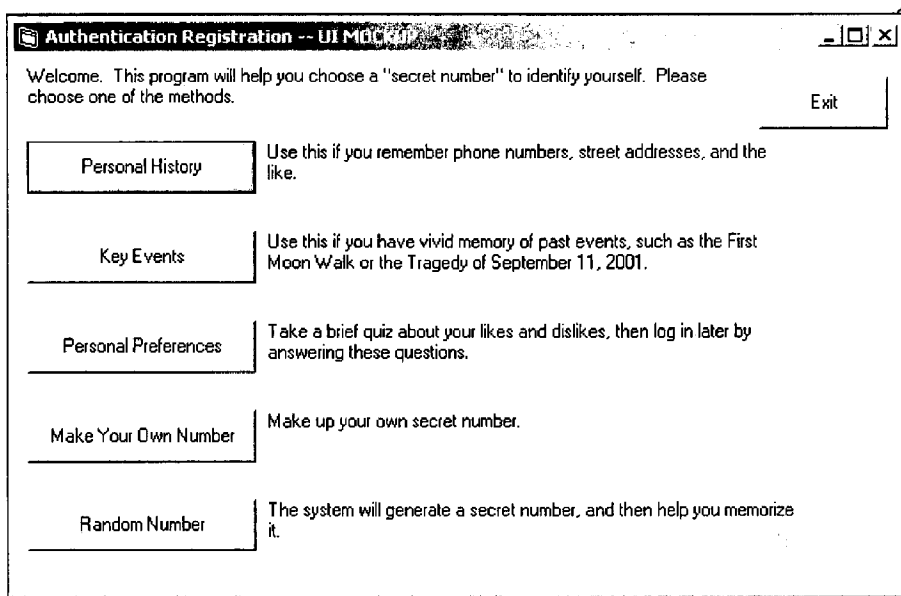 Authentication Registration -- UI MOCKUP
Welcome. This program will help you choose a "secret number" to identify yourself. Please
choose one of the methods.
Exit
Personal History
Use this if you remember phone numbers, street addresses, and the
like.
Key Events
Use this if you have vivid memory of past events, such as the First
Moon Walk or the Tragedy of September 11, 2001.
Personal Preferences
Take a brief quiz about your likes and dislikes, then log in later by
answering these questions.
Make Your Own Number
Make up your own secret number.
Random Number
The system will generate a secret number, and then help you memorize
it.